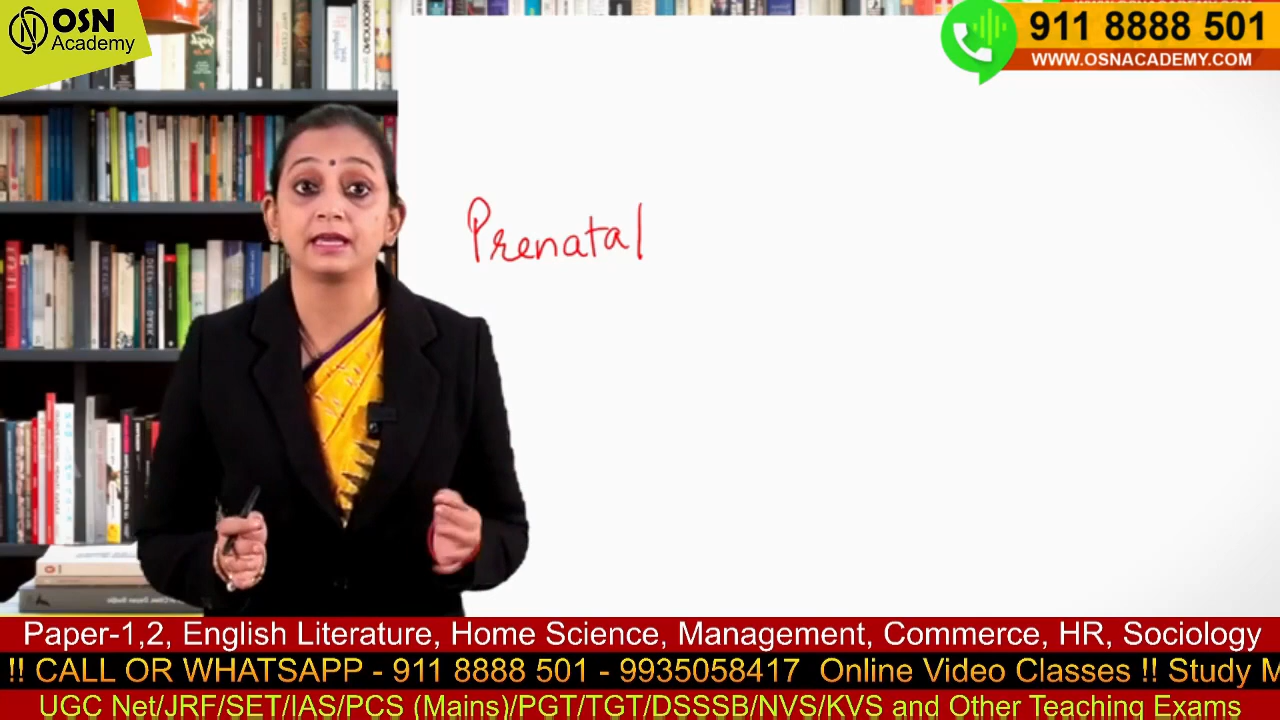 OSN
Academy
911 8888 501
WWW.OSNACADEMY.COM
Prenatal
Paper-1,2, English Literature, Home Science, Management, Commerce, HR, Sociology
!! CALL OR WHATSAPP - 911 8888 501 - 9935058417 Online Video Classes !! Study M
UGC Net/JRF/SET/IAS/PCS (Mains)/PGT/TGT/DSSSB/NVS/KVS and Other Teaching Exams